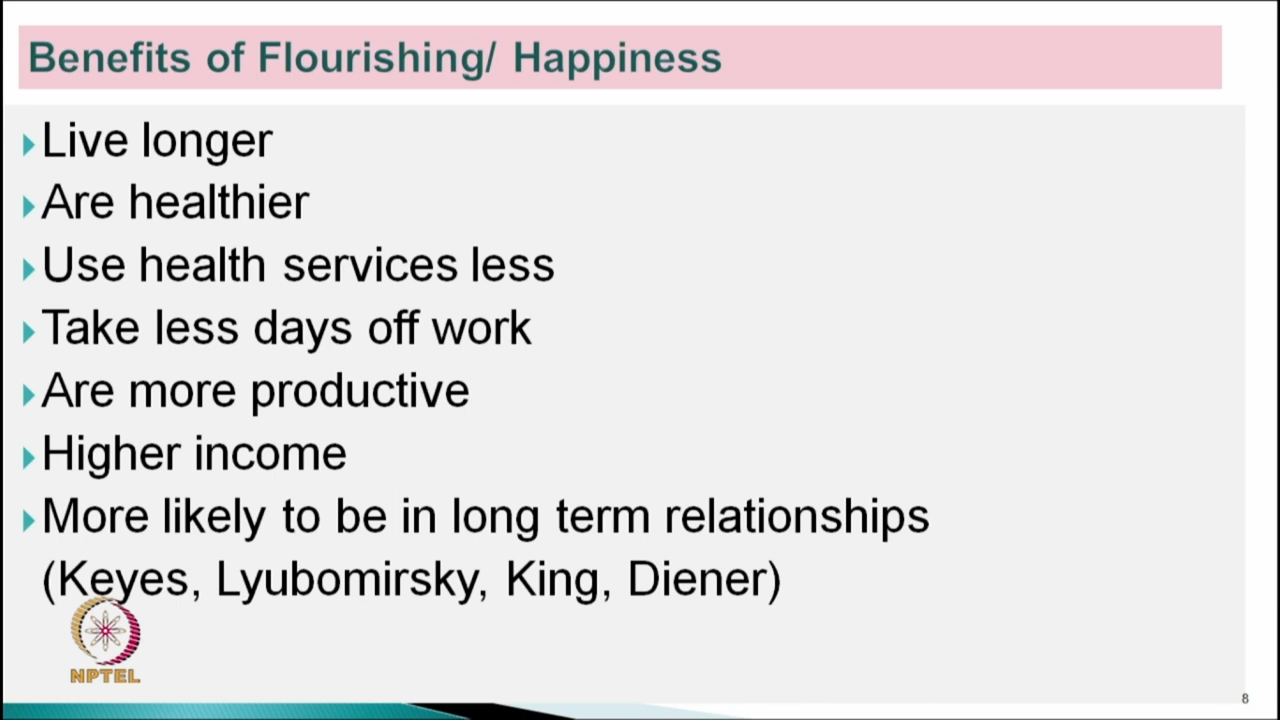 Benefits of Flourishing/ Happiness
Live longer
Are healthier
Use health services less
Take less days off work
Are more productive
Higher income
More likely to be in long term relationships
(Keyes, Lyubomirsky, King, Diener)
NPTEL
8